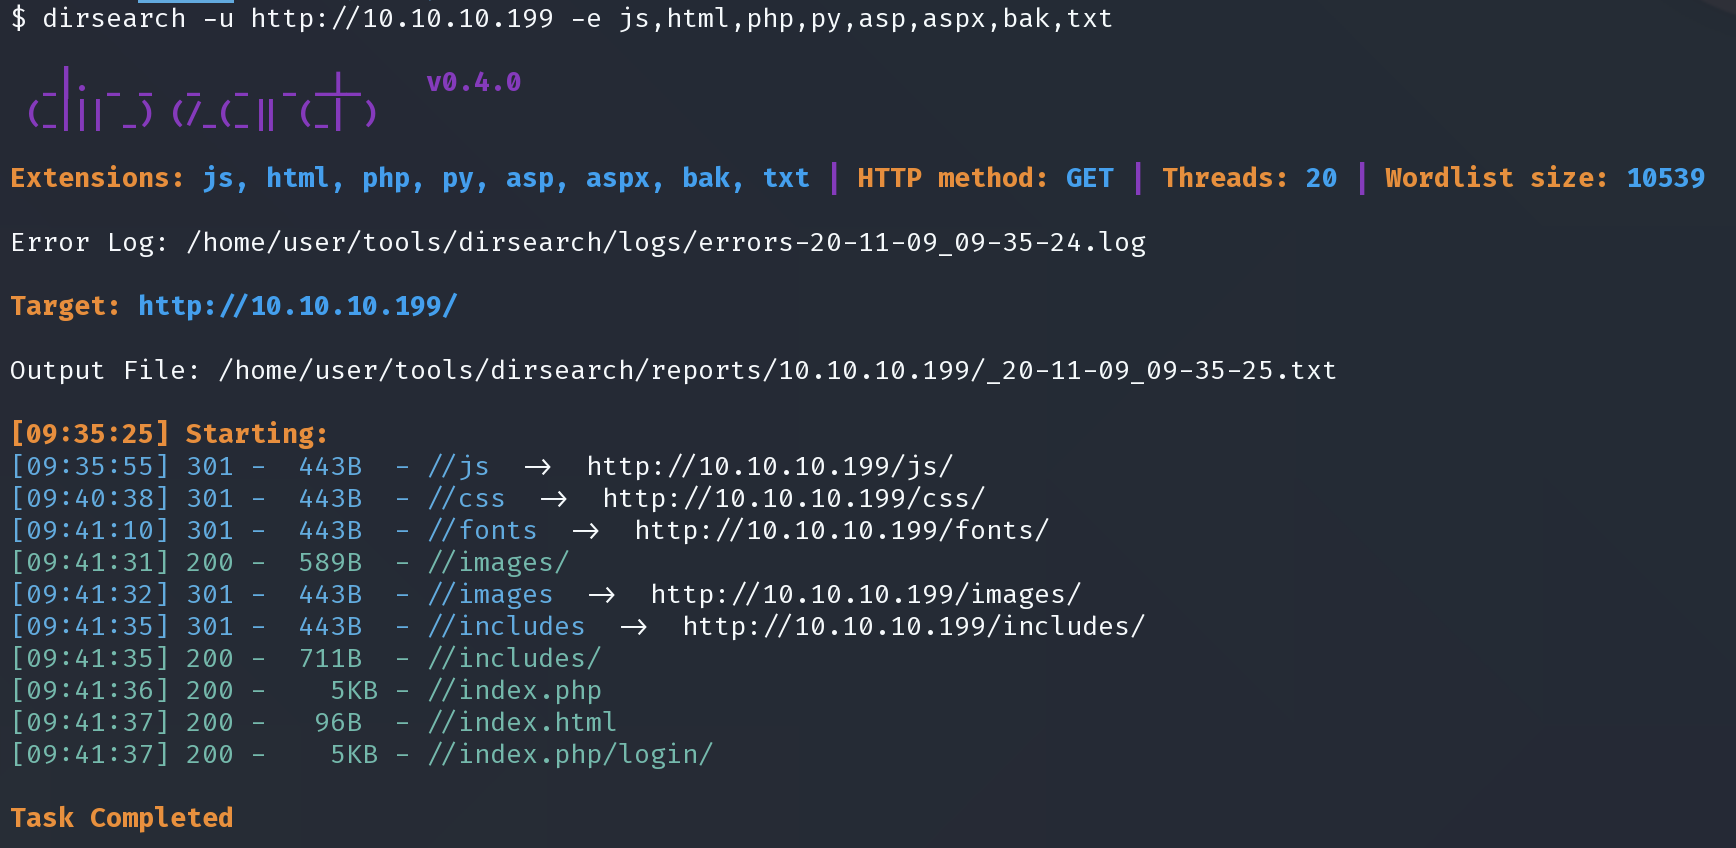 $ dirsearch -u http://10.10.10.199 -e js,html,php,py,asp,aspx,bak,txt
v0.4.0
Extensions: js, html, php, py, asp, aspx, bak, txt | HTTP method: GET | Threads: 20 | Wordlist size: 10539
Error Log: /home/user/tools/dirsearch/logs/errors-20-11-09_09-35-24.log
Target: http://10.10.10.199/
Output File: /home/user/tools/dirsearch/reports/10.10.10.199/_20-11-09_09-35-25.txt
[09:35:25] Starting:
[09:35:55] 301 -  443B  - //js  ->  http://10.10.10.199/js/
[09:40:38] 301 -  443B  - //css  ->  http://10.10.10.199/css/
[09:41:10] 301 -  443B  - //fonts  ->  http://10.10.10.199/fonts/
[09:41:31] 200 -  589B  - //images/
[09:41:32] 301 -  443B  - //images  ->  http://10.10.10.199/images/
[09:41:35] 301 -  443B  - //includes  ->  http://10.10.10.199/includes/
[09:41:35] 200 -  711B  - //includes/
[09:41:36] 200 -    5KB - //index.php
[09:41:37] 200 -   96B  - //index.html
[09:41:37] 200 -    5KB - //index.php/login/
Task Completed